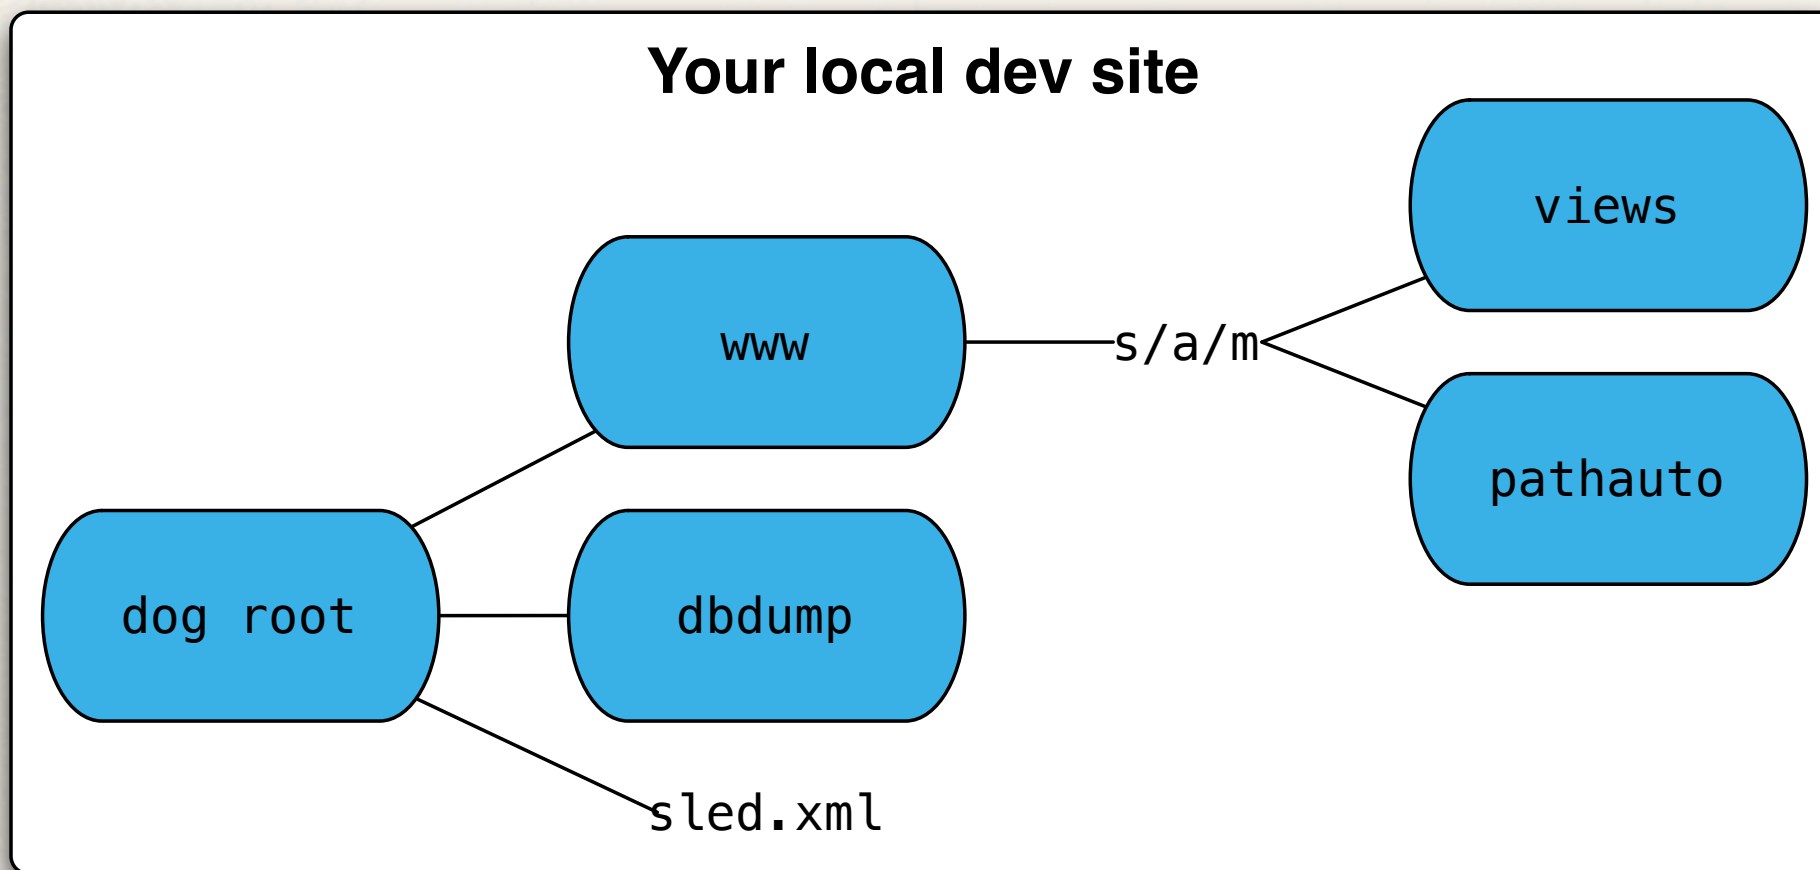 Your local dev site
views
www
s/a/m
pathauto
dog root
dbdump
sled.xml